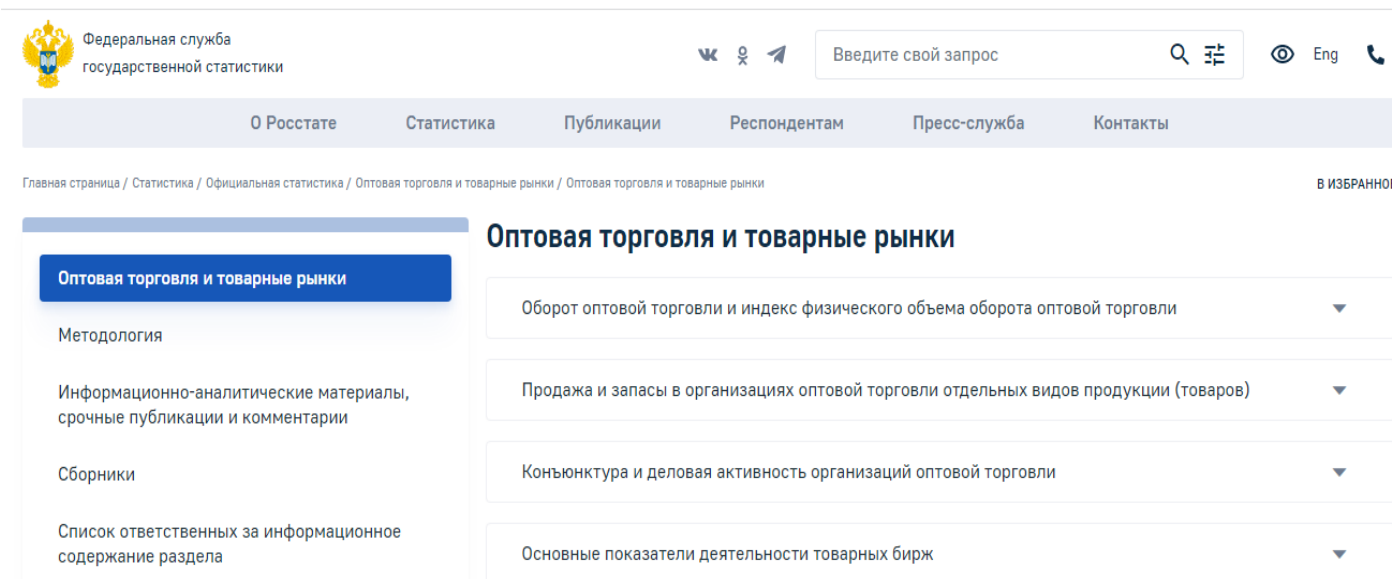 Федеральная служба
государственной статистики
Введите свой запрос
Eng
О Росстате Статистика Публикации Респондентам Пресс-служба Контакты
Главная страница / Статистика / Официальная статистика / Оптовая торговля и товарные рынки / Оптовая торговля и товарные рынки
В ИЗБРАННО
Оптовая торговля и товарные рынки
Методология
Информационно-аналитические материалы,
срочные публикации и комментарии
Сборники
Список ответственных за информационное
содержание раздела
Оптовая торговля и товарные рынки
Оборот оптовой торговли и индекс физического объема оборота оптовой торговли
Продажа и запасы в организациях оптовой торговли отдельных видов продукции (товаров)
Конъюнктура и деловая активность организаций оптовой торговли
Основные показатели деятельности товарных бирж